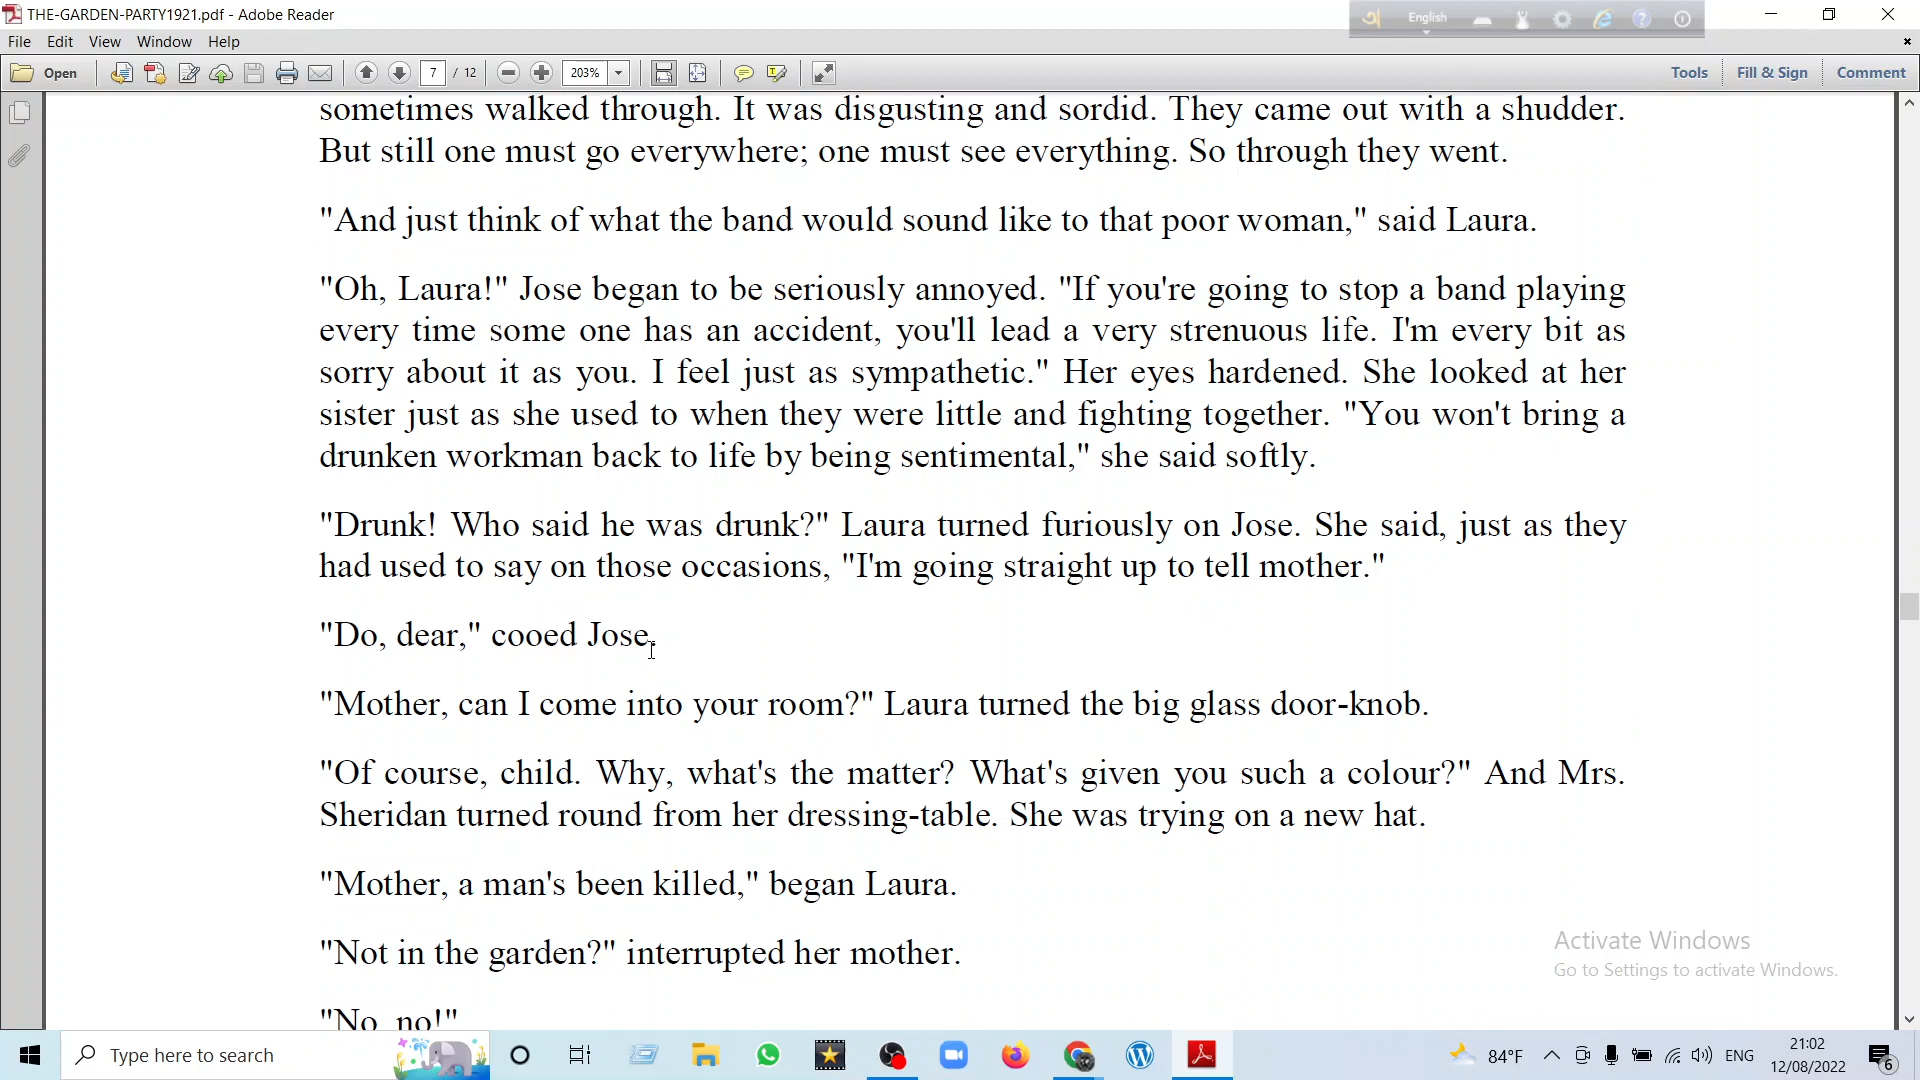 THE-GARDEN-PARTY1921.pdf - Adobe Reader
English
File Edit View Window Help
Open 7 / 12 203% Tools Fill & Sign Comment
sometimes walked through. It was disgusting and sordid. They came out with a shudder.
But still one must go everywhere; one must see everything. So through they went.
"And just think of what the band would sound like to that poor woman," said Laura.
"Oh, Laura!" Jose began to be seriously annoyed. "If you're going to stop a band playing
every time some one has an accident, you'll lead a very strenuous life. I'm every bit as
sorry about it as you. I feel just as sympathetic." Her eyes hardened. She looked at her
sister just as she used to when they were little and fighting together. "You won't bring a
drunken workman back to life by being sentimental," she said softly.
"Drunk! Who said he was drunk?" Laura turned furiously on Jose. She said, just as they
had used to say on those occasions, "I'm going straight up to tell mother."
"Do, dear," cooed Jose.
"Mother, can I come into your room?" Laura turned the big glass door-knob.
"Of course, child. Why, what's the matter? What's given you such a colour?" And Mrs.
Sheridan turned round from her dressing-table. She was trying on a new hat.
"Mother, a man's been killed," began Laura.
"Not in the garden?" interrupted her mother.
"No, no!"
Activate Windows
Go to Settings to activate Windows.
Type here to search
84°F ENG 21:02
12/08/2022 6